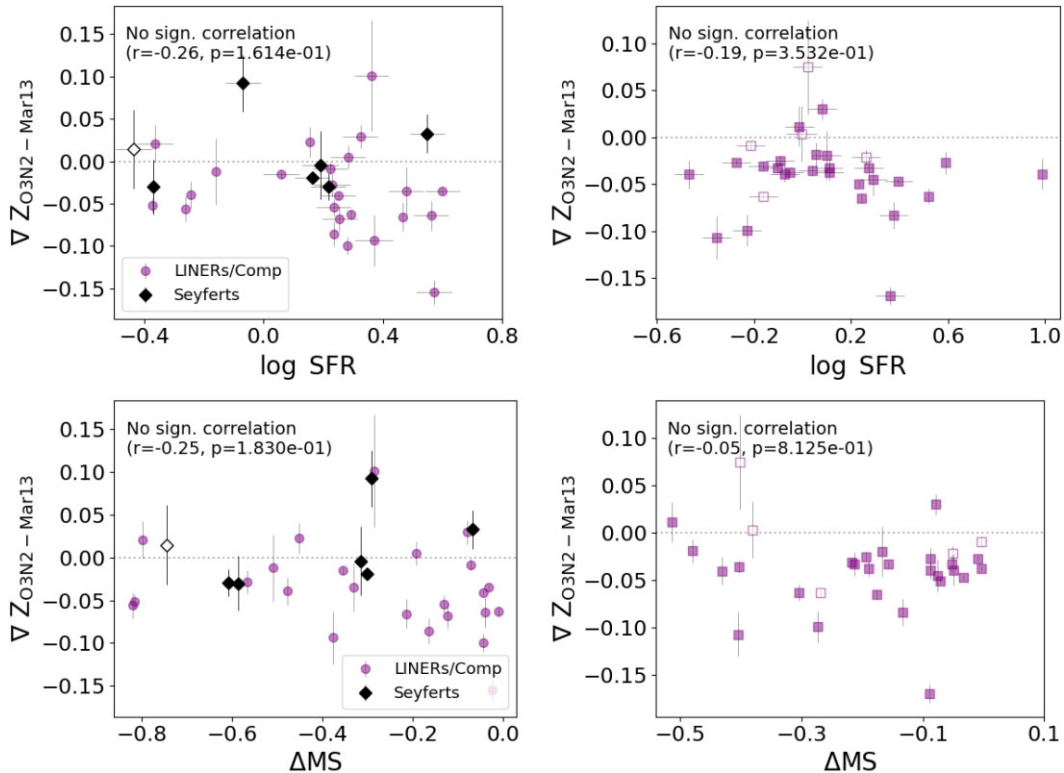 No sign. correlation
(r=-0.26, p=1.614e-01)
0.15
0.10
0.05
0.00
−0.05
−0.10
−0.15
∇ Z_O3N2−Mar13
LINERs/Comp
Seyferts
−0.4 0.0 0.4 0.8
log SFR
No sign. correlation
(r=-0.19, p=3.532e-01)
0.10
0.05
0.00
−0.05
−0.10
−0.15
∇ Z_O3N2−Mar13
−0.6 −0.2 0.2 0.6 1.0
log SFR
No sign. correlation
(r=-0.25, p=1.830e-01)
0.15
0.10
0.05
0.00
−0.05
−0.10
−0.15
∇ Z_O3N2−Mar13
LINERs/Comp
Seyferts
−0.8 −0.6 −0.4 −0.2 0.0
ΔMS
No sign. correlation
(r=-0.05, p=8.125e-01)
0.10
0.05
0.00
−0.05
−0.10
−0.15
∇ Z_O3N2−Mar13
−0.5 −0.3 −0.1 0.1
ΔMS